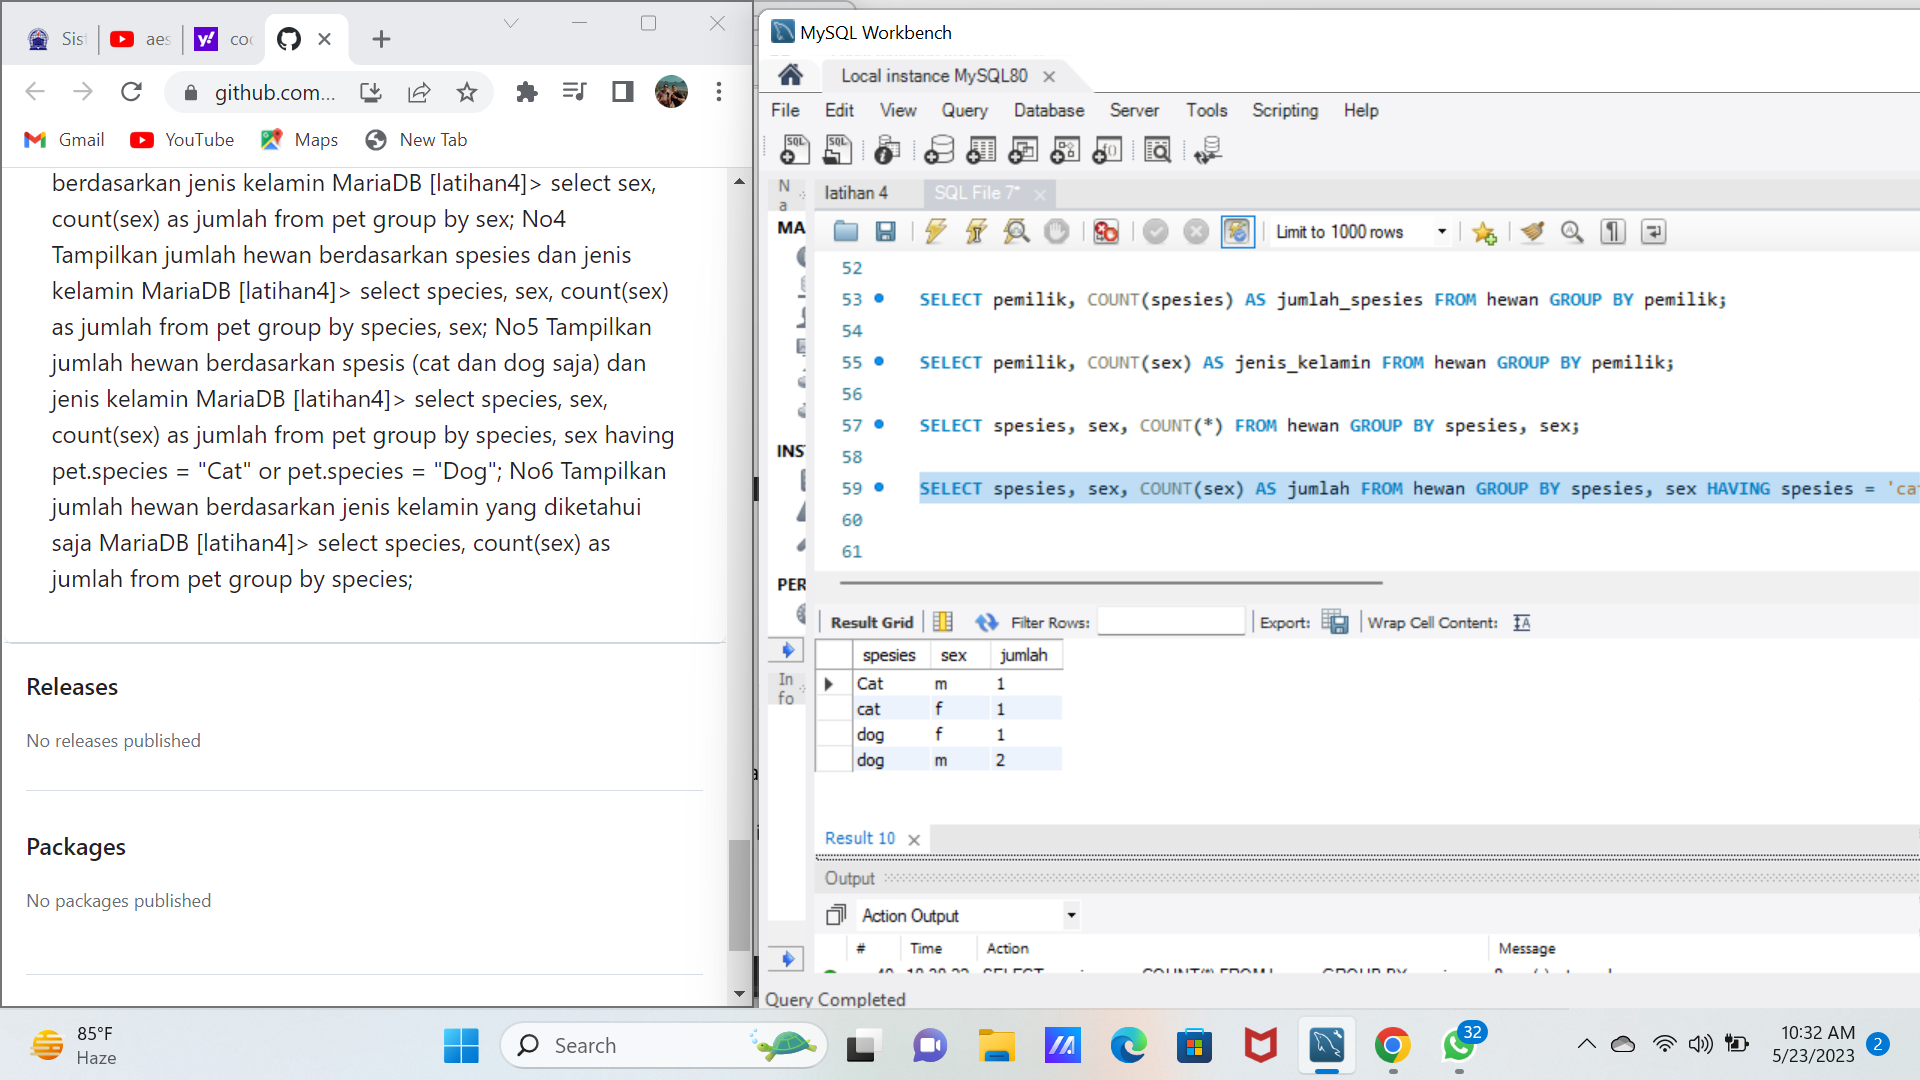 Sist
aes
coc
github.com...
Gmail
YouTube
Maps
New Tab
berdasarkan jenis kelamin MariaDB [latihan4]> select sex,
count(sex) as jumlah from pet group by sex; No4
Tampilkan jumlah hewan berdasarkan spesies dan jenis
kelamin MariaDB [latihan4]> select species, sex, count(sex)
as jumlah from pet group by species, sex; No5 Tampilkan
jumlah hewan berdasarkan spesis (cat dan dog saja) dan
jenis kelamin MariaDB [latihan4]> select species, sex,
count(sex) as jumlah from pet group by species, sex having
pet.species = "Cat" or pet.species = "Dog"; No6 Tampilkan
jumlah hewan berdasarkan jenis kelamin yang diketahui
saja MariaDB [latihan4]> select species, count(sex) as
jumlah from pet group by species;
Releases
No releases published
Packages
No packages published
MySQL Workbench
Local instance MySQL80
File Edit View Query Database Server Tools Scripting Help
Na
MA
INS
PER
Info
latihan 4
SQL File 7*
Limit to 1000 rows
52
53 SELECT pemilik, COUNT(spesies) AS jumlah_spesies FROM hewan GROUP BY pemilik;
54
55 SELECT pemilik, COUNT(sex) AS jenis_kelamin FROM hewan GROUP BY pemilik;
56
57 SELECT spesies, sex, COUNT(*) FROM hewan GROUP BY spesies, sex;
58
59 SELECT spesies, sex, COUNT(sex) AS jumlah FROM hewan GROUP BY spesies, sex HAVING spesies = 'cat
60
61
Result Grid Filter Rows: Export: Wrap Cell Content:
spesies sex jumlah
Cat m 1
cat f 1
dog f 1
dog m 2
Result 10
Output
Action Output
# Time Action Message
Query Completed
85°F
Haze
Search
32
10:32 AM
5/23/2023
2